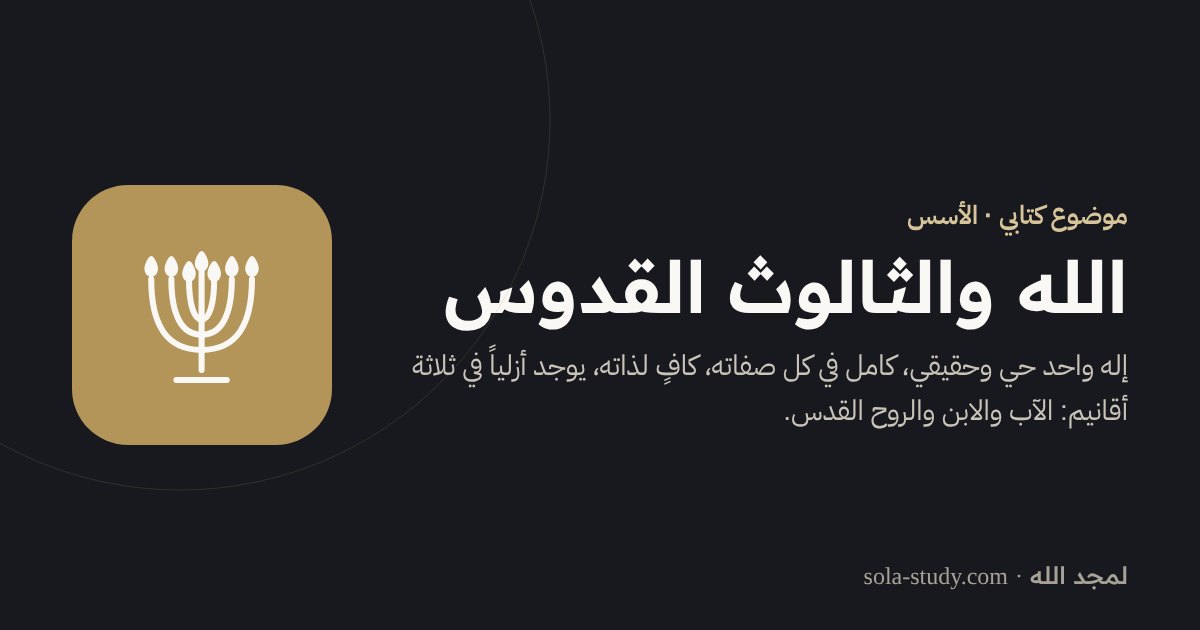 موضوع كتابي · الأسس
الله والثالوث القدوس
إله واحد حي وحقيقي، كامل في كل صفاته، كافٍ لذاته، يوجد أزلياً في ثلاثة
أقانيم: الآب والابن والروح القدس.
لمجد الله · sola-study.com